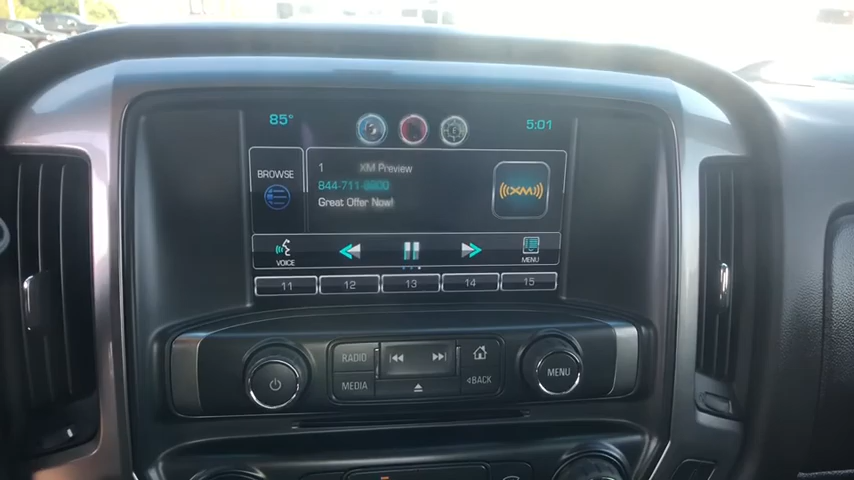 85° 5:01
BROWSE
1 XM Preview
844-711-
Great Offer Now!
((XM))
VOICE
MENU
11 12 13 14 15
RADIO
MEDIA
BACK
MENU